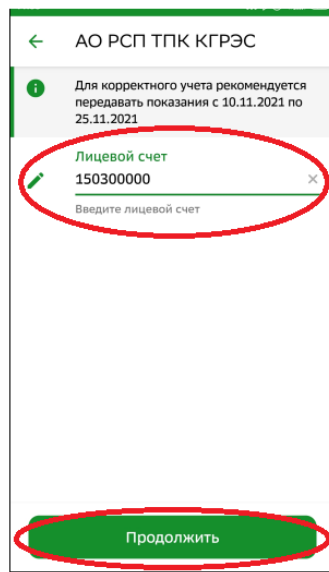 АО РСП ТПК КГРЭС
Для корректного учета рекомендуется
передавать показания с 10.11.2021 по
25.11.2021
Лицевой счет
150300000
Введите лицевой счет
Продолжить